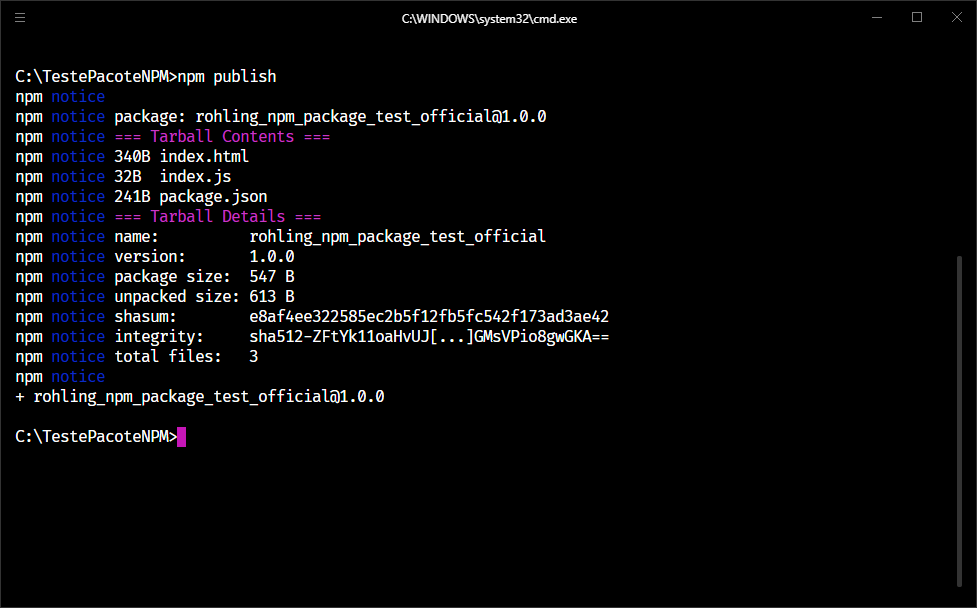 C:\WINDOWS\system32\cmd.exe
C:\TestePacoteNPM>npm publish
npm notice
npm notice package: rohling_npm_package_test_official@1.0.0
npm notice === Tarball Contents ===
npm notice 340B index.html
npm notice 32B  index.js
npm notice 241B package.json
npm notice === Tarball Details ===
npm notice name:          rohling_npm_package_test_official
npm notice version:       1.0.0
npm notice package size:  547 B
npm notice unpacked size: 613 B
npm notice shasum:        e8af4ee322585ec2b5f12fb5fc542f173ad3ae42
npm notice integrity:     sha512-ZFtYk11oaHvUJ[...]GMsVPio8gwGKA==
npm notice total files:   3
npm notice
+ rohling_npm_package_test_official@1.0.0
C:\TestePacoteNPM>